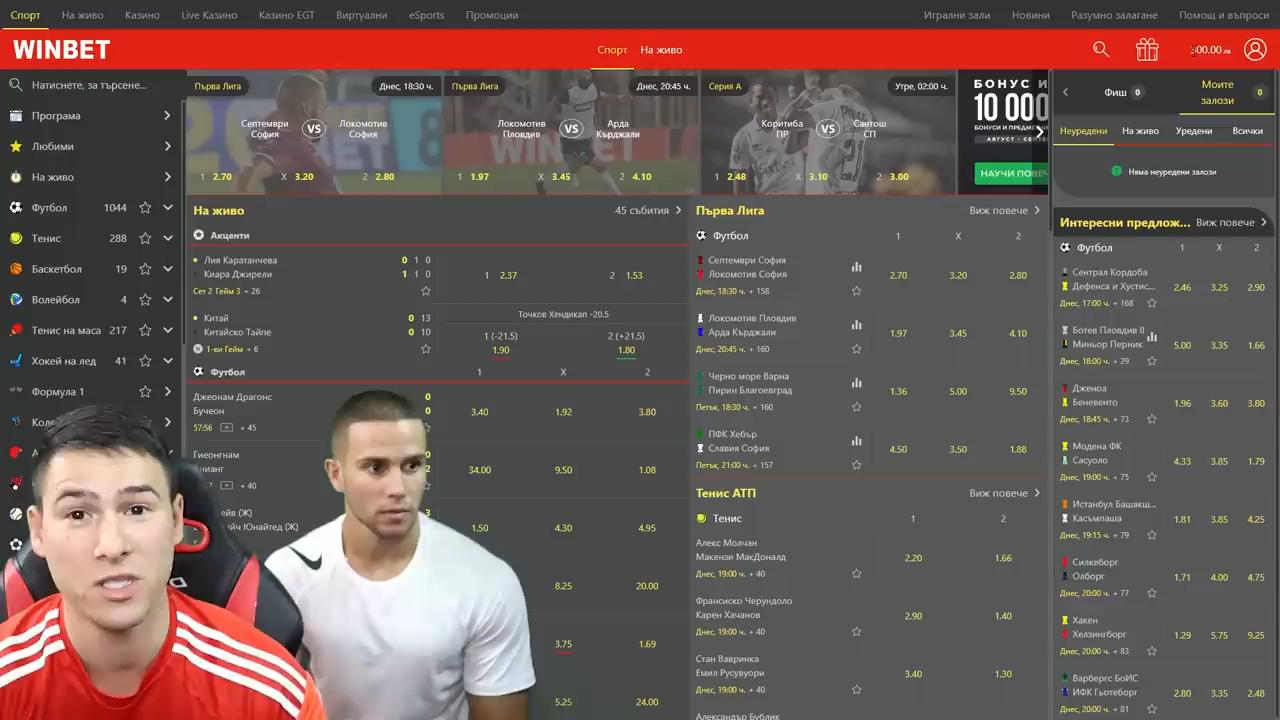 Спорт На живо Казино Live Казино Казино EGT Виртуални eSports Промоции Игрални зали Новини Разумно залагане Помощ и въпроси
WINBET
Спорт На живо
00.00 лв
Натиснете, за търсене...
Програма
Любими
На живо
Футбол 1044
Тенис 288
Баскетбол 19
Волейбол 4
Тенис на маса 217
Хокей на лед 41
Формула 1
Първа Лига Днес, 18:30 ч.
Септември София VS Локомотив София
1 2.70 X 3.20 2 2.80
Първа Лига Днес, 20:45 ч.
Локомотив Пловдив VS Арда Кърджали
1 1.97 X 3.45 2 4.10
Серия А Утре, 02:00 ч.
Коритиба ПР VS Сантош СП
1 2.48 X 3.10 2 3.00
БОНУС И
10 000
БОНУСИ И ПРЕДМЕ
АВГУСТ - СЕПТЕ
НАУЧИ ПОВЕЧ
На живо 45 събития
Акценти
Лия Каратанчева 0 1 0
Киара Джирели 1 1 0
1 2.37 2 1.53
Сет 2 Гейм 3 + 26
Китай 0 13
Китайско Тайпе 0 10
1-ви Гейм + 6
Точков Хендикап -20.5
1 (-21.5) 2 (+21.5)
1.90 1.80
Футбол 1 X 2
Джеонам Драгонс 0
Бучеон 0
57:56 + 45
3.40 1.92 3.80
Гиеонгнам
+ 40
34.00 9.50 1.08
1.50 4.30 4.95
8.25 20.00
3.75 1.69
5.25 24.00
Първа Лига Виж повече
Футбол 1 X 2
Септември София
Локомотив София
Днес, 18:30 ч. + 158
2.70 3.20 2.80
Локомотив Пловдив
Арда Кърджали
Днес, 20:45 ч. + 160
1.97 3.45 4.10
Черно море Варна
Пирин Благоевград
Петък, 18:30 ч. + 160
1.36 5.00 9.50
ПФК Хебър
Славия София
Петък, 21:00 ч. + 157
4.50 3.50 1.88
Тенис АТП Виж повече
Тенис 1 2
Алекс Молчан
Макензи МакДоналд
Днес, 19:00 ч. + 40
2.20 1.66
Франсиско Черундоло
Карен Хачанов
Днес, 19:00 ч. + 40
2.90 1.40
Стан Вавринка
Емил Русувуори
Днес, 19:00 ч. + 40
3.40 1.30
Александър Бублик
Фиш 0 Моите залози 0
Неуредени На живо Уредени Всички
Няма неуредени залози
Интересни предлож... Виж повече
Футбол 1 X 2
Сентрал Кордоба
Дефенса и Хустис...
Днес, 17:00 ч. + 168
2.46 3.25 2.90
Ботев Пловдив II
Миньор Перник
Днес, 18:00 ч. + 29
5.00 3.35 1.66
Дженоа
Беневенто
Днес, 18:45 ч. + 73
1.96 3.60 3.80
Модена ФК
Сасуоло
Днес, 19:00 ч. + 75
4.33 3.85 1.79
Истанбул Башакш...
Касъмпаша
Днес, 19:15 ч. + 79
1.81 3.85 4.25
Силкеборг
Олборг
Днес, 20:00 ч. + 77
1.71 4.00 4.75
Хакен
Хелзингборг
Днес, 20:00 ч. + 83
1.29 5.75 9.25
Варбергс БоИС
ИФК Гьотеборг
Днес, 20:00 ч. + 81
2.80 3.35 2.48